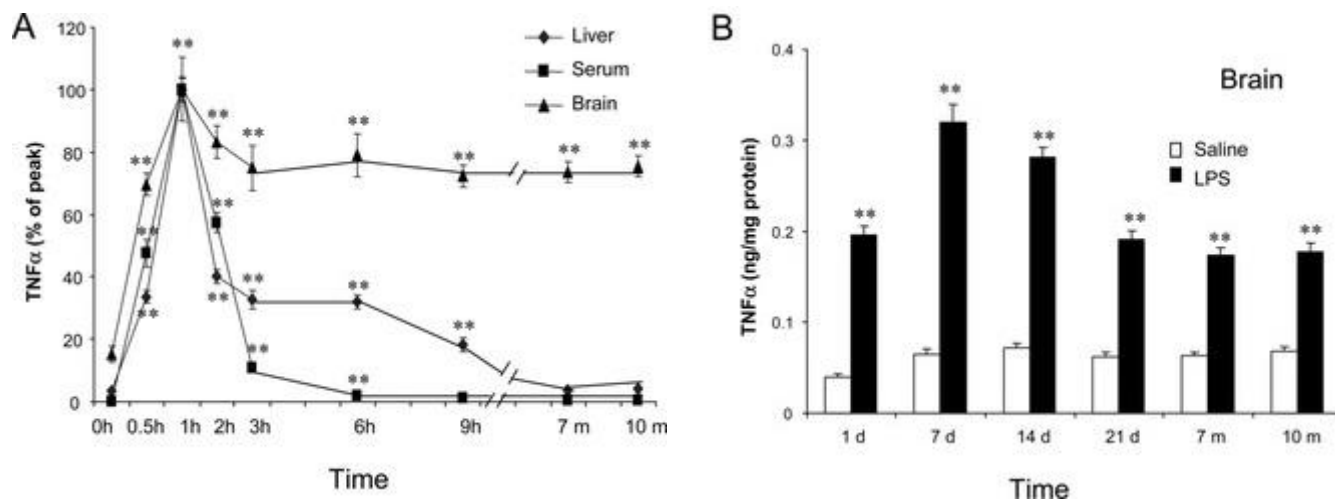 A
TNFα (% of peak)
120
100
80
60
40
20
0
0h 0.5h 1h 2h 3h 6h 9h 7 m 10 m
Time
Liver
Serum
Brain
** ** ** ** ** ** **
** ** ** ** ** **
** ** ** **
B
TNFα (ng/mg protein)
0.4
0.3
0.2
0.1
0
Brain
Saline
LPS
** ** ** ** ** **
1 d 7 d 14 d 21 d 7 m 10 m
Time